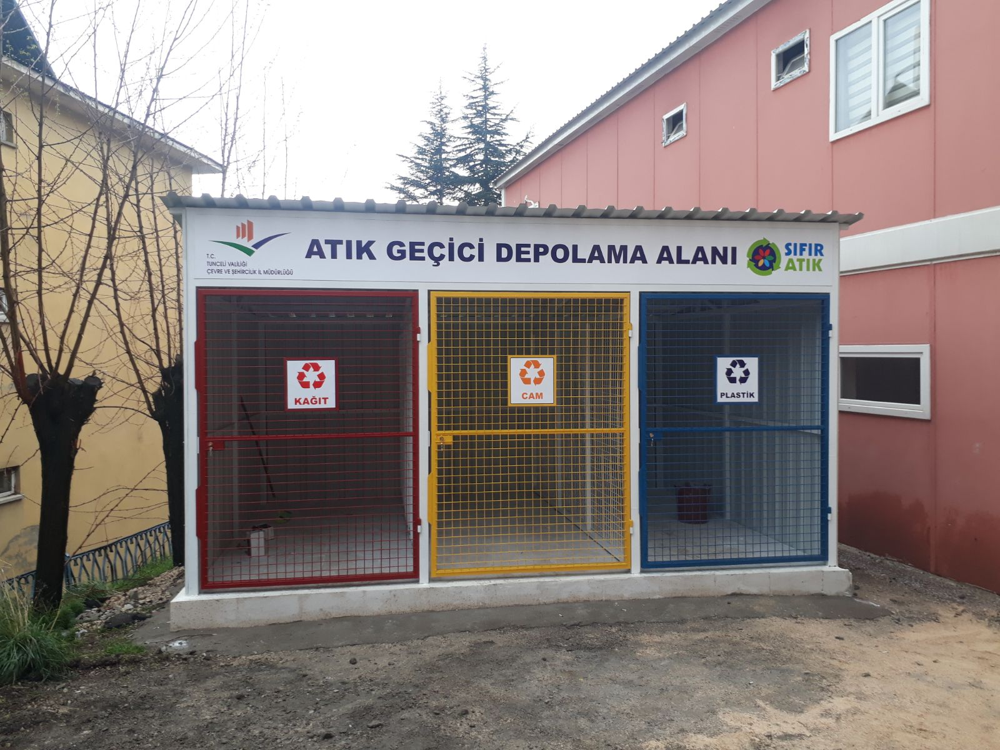 T.C.
TUNCELİ VALİLİĞİ
ÇEVRE VE ŞEHİRCİLİK İL MÜDÜRLÜĞÜ
ATIK GEÇİCİ DEPOLAMA ALANI
SIFIR
ATIK
KAĞIT
CAM
PLASTİK